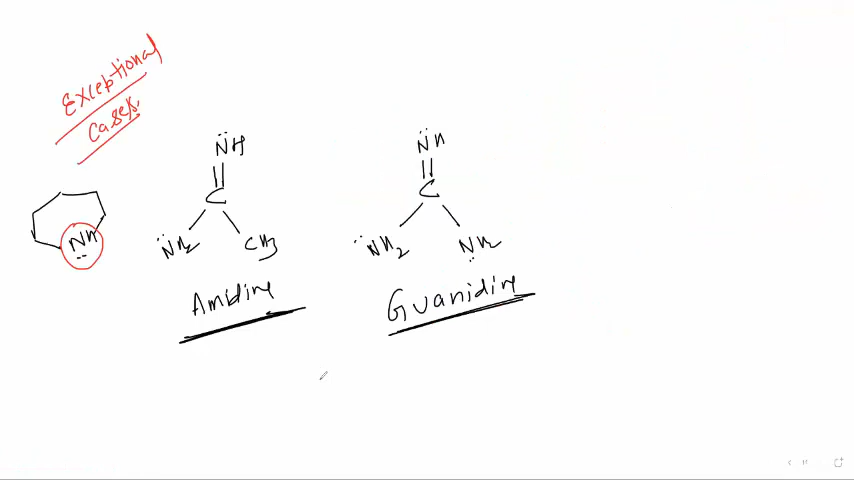 Exceptional
Cases
NH
NH
C
NH2
CH3
Amidine
NH
C
NH2
NH2
Guanidine